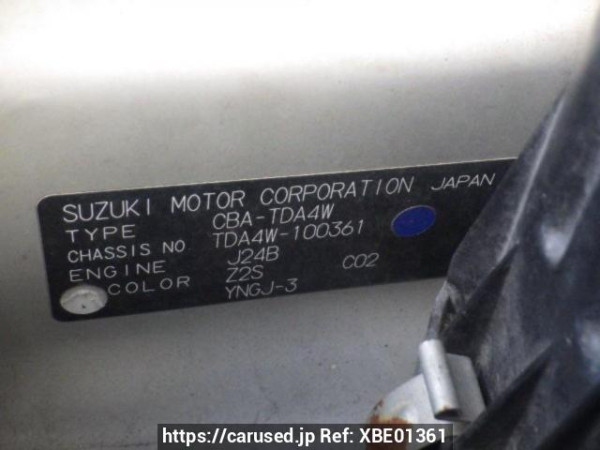 SUZUKI MOTOR CORPORATION JAPAN
TYPE CBA-TDA4W
CHASSIS NO TDA4W-100361
ENGINE J24B
COLOR Z2S C02
YNGJ-3
https://carused.jp Ref: XBE01361